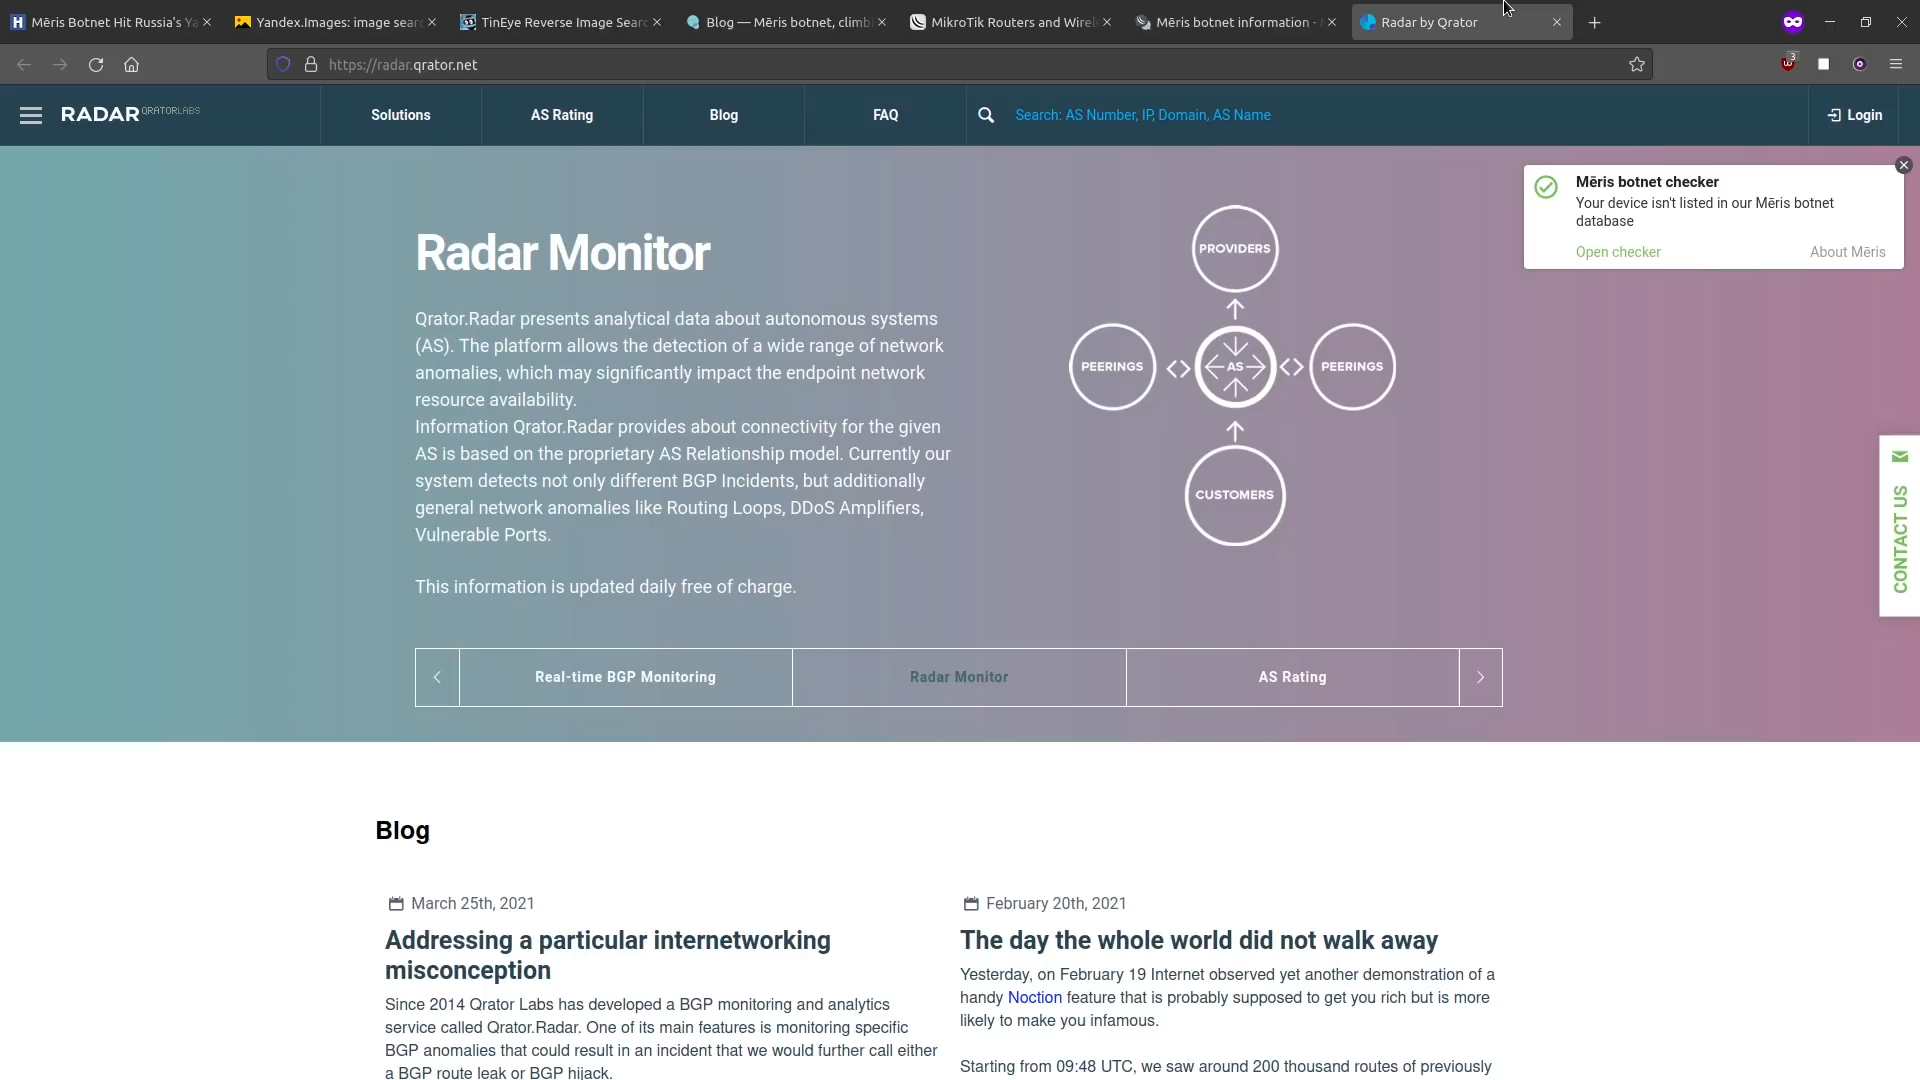 Mēris Botnet Hit Russia's Ya
Yandex.Images: image sear
TinEye Reverse Image Sear
Blog — Mēris botnet, climb
MikroTik Routers and Wirel
Mēris botnet information -
Radar by Qrator
https://radar.qrator.net
3
RADAR QRATORLABS
Solutions
AS Rating
Blog
FAQ
Search: AS Number, IP, Domain, AS Name
Login
Mēris botnet checker
Your device isn't listed in our Mēris botnet
database
Open checker
About Mēris
Radar Monitor
Qrator.Radar presents analytical data about autonomous systems
(AS). The platform allows the detection of a wide range of network
anomalies, which may significantly impact the endpoint network
resource availability.
Information Qrator.Radar provides about connectivity for the given
AS is based on the proprietary AS Relationship model. Currently our
system detects not only different BGP Incidents, but additionally
general network anomalies like Routing Loops, DDoS Amplifiers,
Vulnerable Ports.
This information is updated daily free of charge.
PROVIDERS
PEERINGS
AS
PEERINGS
CUSTOMERS
CONTACT US
Real-time BGP Monitoring
Radar Monitor
AS Rating
Blog
March 25th, 2021
Addressing a particular internetworking
misconception
Since 2014 Qrator Labs has developed a BGP monitoring and analytics
service called Qrator.Radar. One of its main features is monitoring specific
BGP anomalies that could result in an incident that we would further call either
a BGP route leak or BGP hijack.
February 20th, 2021
The day the whole world did not walk away
Yesterday, on February 19 Internet observed yet another demonstration of a
handy Noction feature that is probably supposed to get you rich but is more
likely to make you infamous.
Starting from 09:48 UTC, we saw around 200 thousand routes of previously